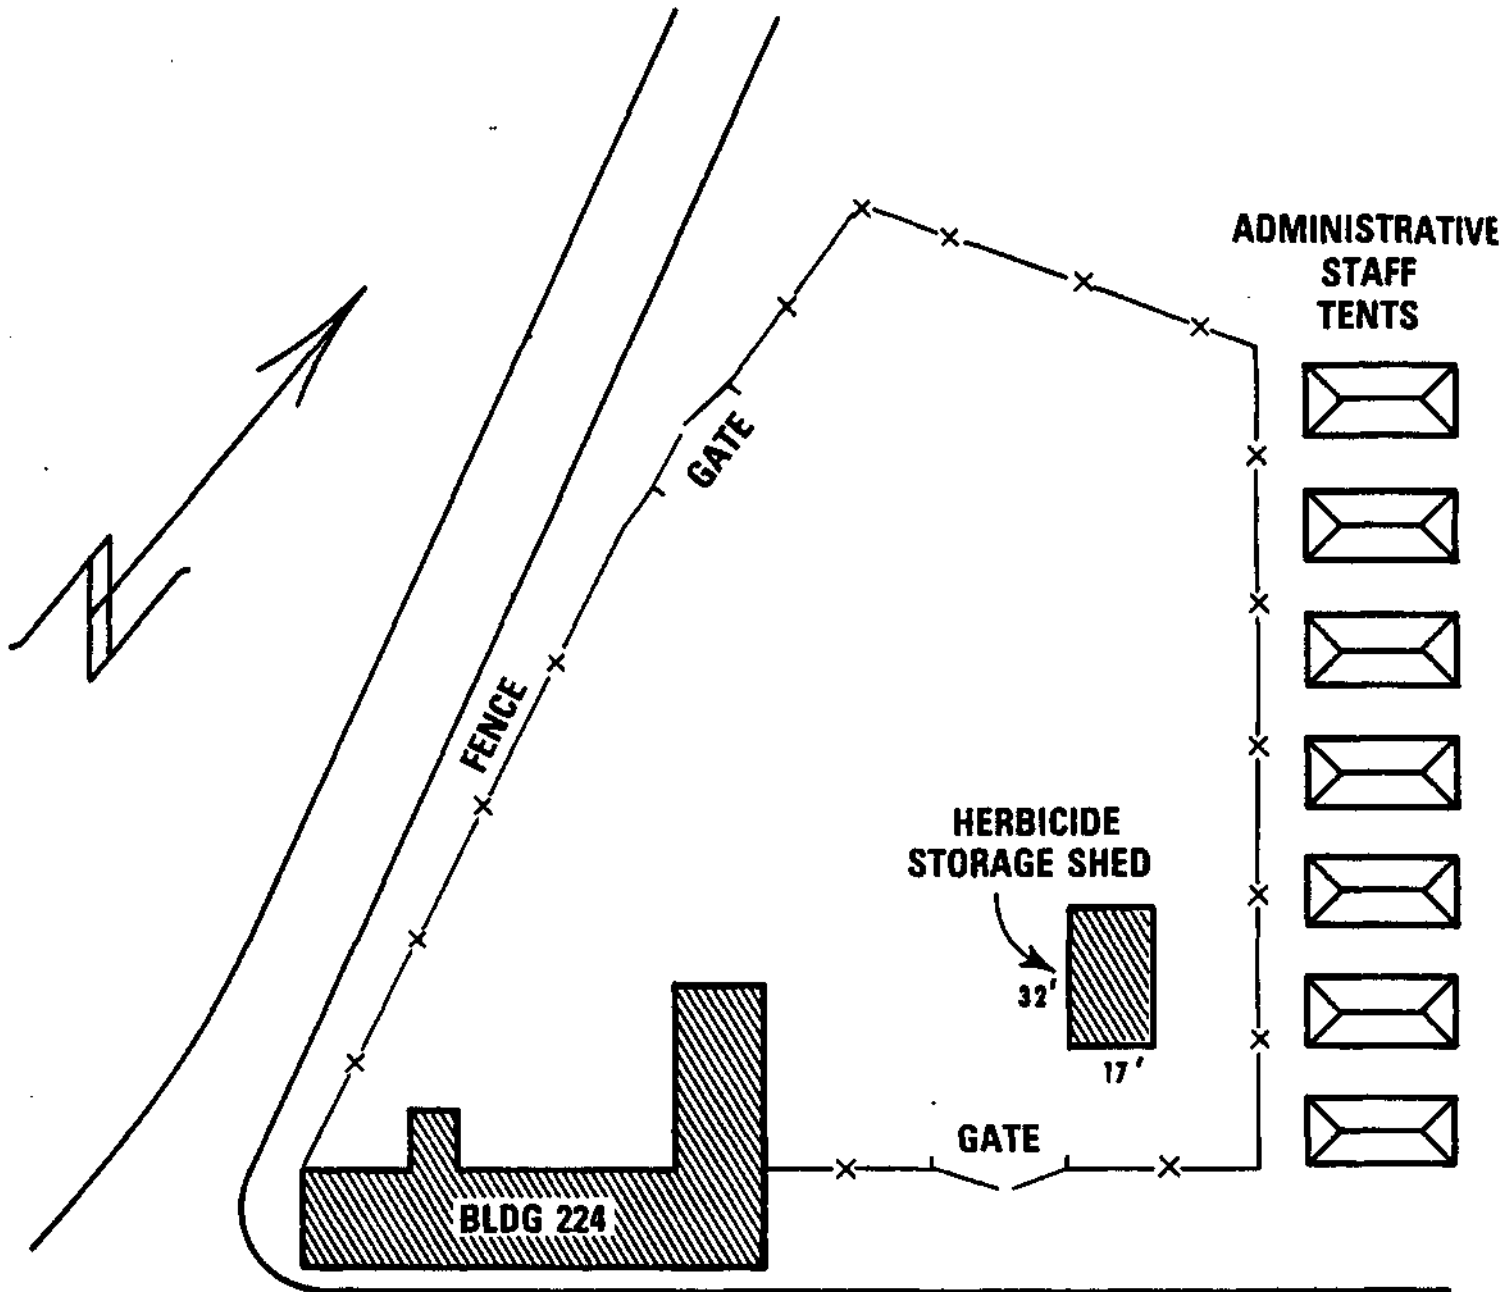 ADMINISTRATIVE
STAFF
TENTS
GATE
FENCE
HERBICIDE
STORAGE SHED
32'
17'
GATE
BLDG 224
N